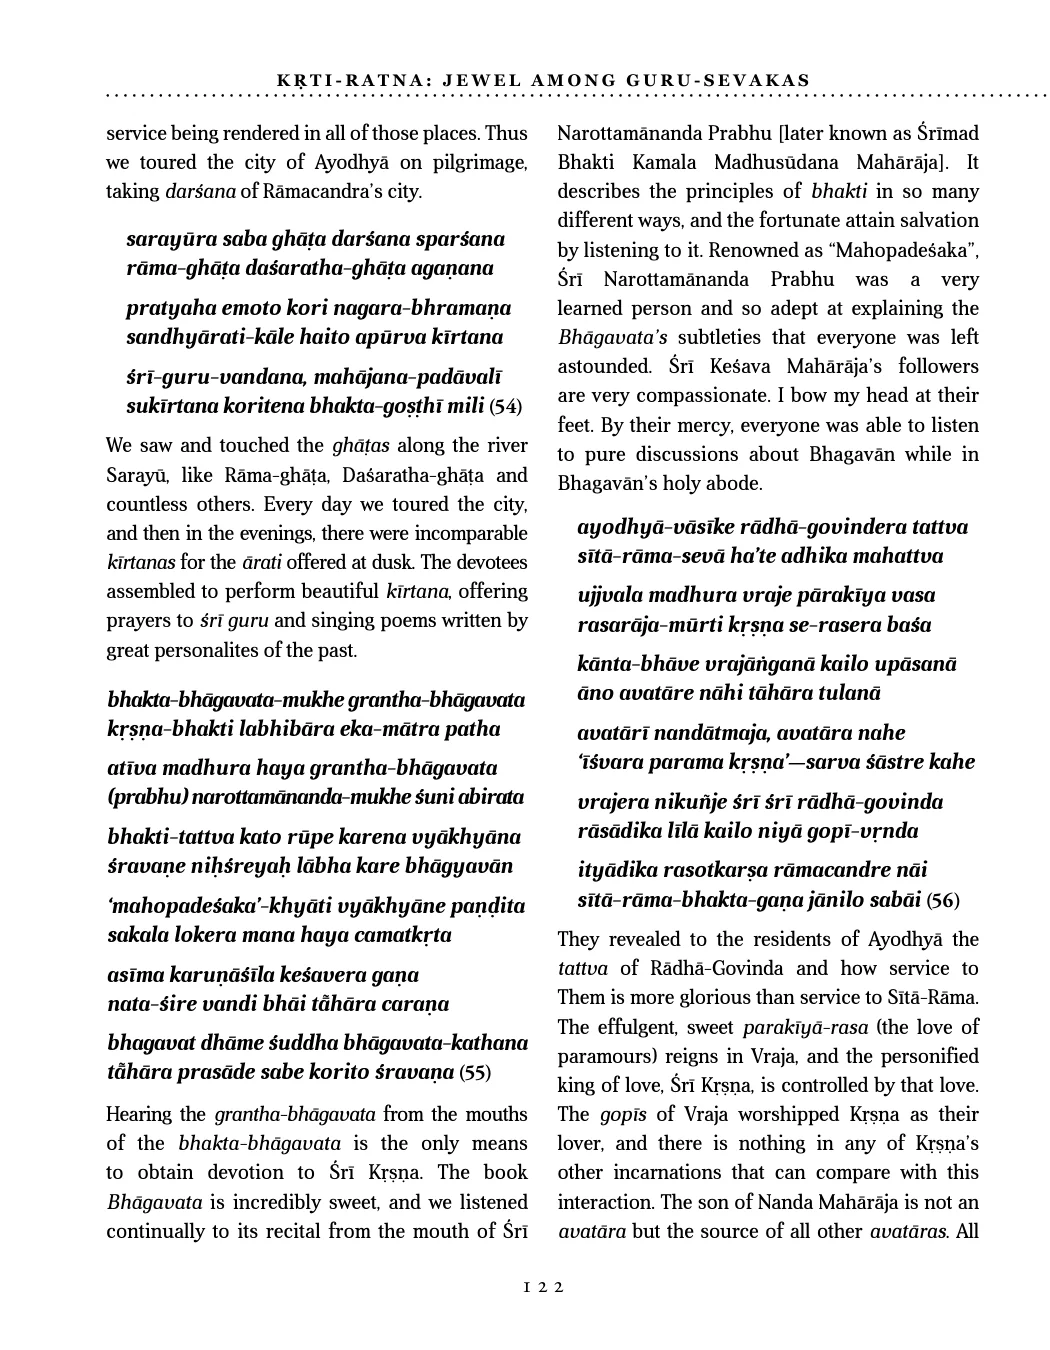 KṚTI-RATNA: JEWEL AMONG GURU-SEVAKAS
service being rendered in all of those places. Thus
we toured the city of Ayodhyā on pilgrimage,
taking darśana of Rāmacandra’s city.
sarayūra saba ghāṭa darśana sparśana
rāma-ghāṭa daśaratha-ghāṭa agaṇana
pratyaha emoto kori nagara-bhramaṇa
sandhyārati-kāle haito apūrva kīrtana
śrī-guru-vandana, mahājana-padāvalī
sukīrtana koritena bhakta-goṣṭhī mili (54)
We saw and touched the ghāṭas along the river
Sarayū, like Rāma-ghāṭa, Daśaratha-ghāṭa and
countless others. Every day we toured the city,
and then in the evenings, there were incomparable
kīrtanas for the ārati offered at dusk. The devotees
assembled to perform beautiful kīrtana, offering
prayers to śrī guru and singing poems written by
great personalites of the past.
bhakta-bhāgavata-mukhe grantha-bhāgavata
kṛṣṇa-bhakti labhibāra eka-mātra patha
atīva madhura haya grantha-bhāgavata
(prabhu) narottamānanda-mukhe śuni abirata
bhakti-tattva kato rūpe karena vyākhyāna
śravaṇe niḥśreyaḥ lābha kare bhāgyavān
‘mahopadeśaka’-khyāti vyākhyāne paṇḍita
sakala lokera mana haya camatkṛta
asīma karuṇāśīla keśavera gaṇa
nata-śire vandi bhāi tā̃hāra caraṇa
bhagavat dhāme śuddha bhāgavata-kathana
tā̃hāra prasāde sabe korito śravaṇa (55)
Hearing the grantha-bhāgavata from the mouths
of the bhakta-bhāgavata is the only means
to obtain devotion to Śrī Kṛṣṇa. The book
Bhāgavata is incredibly sweet, and we listened
continually to its recital from the mouth of Śrī
Narottamānanda Prabhu [later known as Śrīmad
Bhakti Kamala Madhusūdana Mahārāja]. It
describes the principles of bhakti in so many
different ways, and the fortunate attain salvation
by listening to it. Renowned as “Mahopadeśaka”,
Śrī Narottamānanda Prabhu was a very
learned person and so adept at explaining the
Bhāgavata’s subtleties that everyone was left
astounded. Śrī Keśava Mahārāja’s followers
are very compassionate. I bow my head at their
feet. By their mercy, everyone was able to listen
to pure discussions about Bhagavān while in
Bhagavān’s holy abode.
ayodhyā-vāsīke rādhā-govindera tattva
sītā-rāma-sevā ha’te adhika mahattva
ujjvala madhura vraje pārakīya vasa
rasarāja-mūrti kṛṣṇa se-rasera baśa
kānta-bhāve vrajāṅganā kailo upāsanā
āno avatāre nāhi tāhāra tulanā
avatārī nandātmaja, avatāra nahe
‘īśvara parama kṛṣṇa’—sarva śāstre kahe
vrajera nikuñje śrī śrī rādhā-govinda
rāsādika līlā kailo niyā gopī-vṛnda
ityādika rasotkarṣa rāmacandre nāi
sītā-rāma-bhakta-gaṇa jānilo sabāi (56)
They revealed to the residents of Ayodhyā the
tattva of Rādhā-Govinda and how service to
Them is more glorious than service to Sītā-Rāma.
The effulgent, sweet parakīyā-rasa (the love of
paramours) reigns in Vraja, and the personified
king of love, Śrī Kṛṣṇa, is controlled by that love.
The gopīs of Vraja worshipped Kṛṣṇa as their
lover, and there is nothing in any of Kṛṣṇa’s
other incarnations that can compare with this
interaction. The son of Nanda Mahārāja is not an
avatāra but the source of all other avatāras. All
122